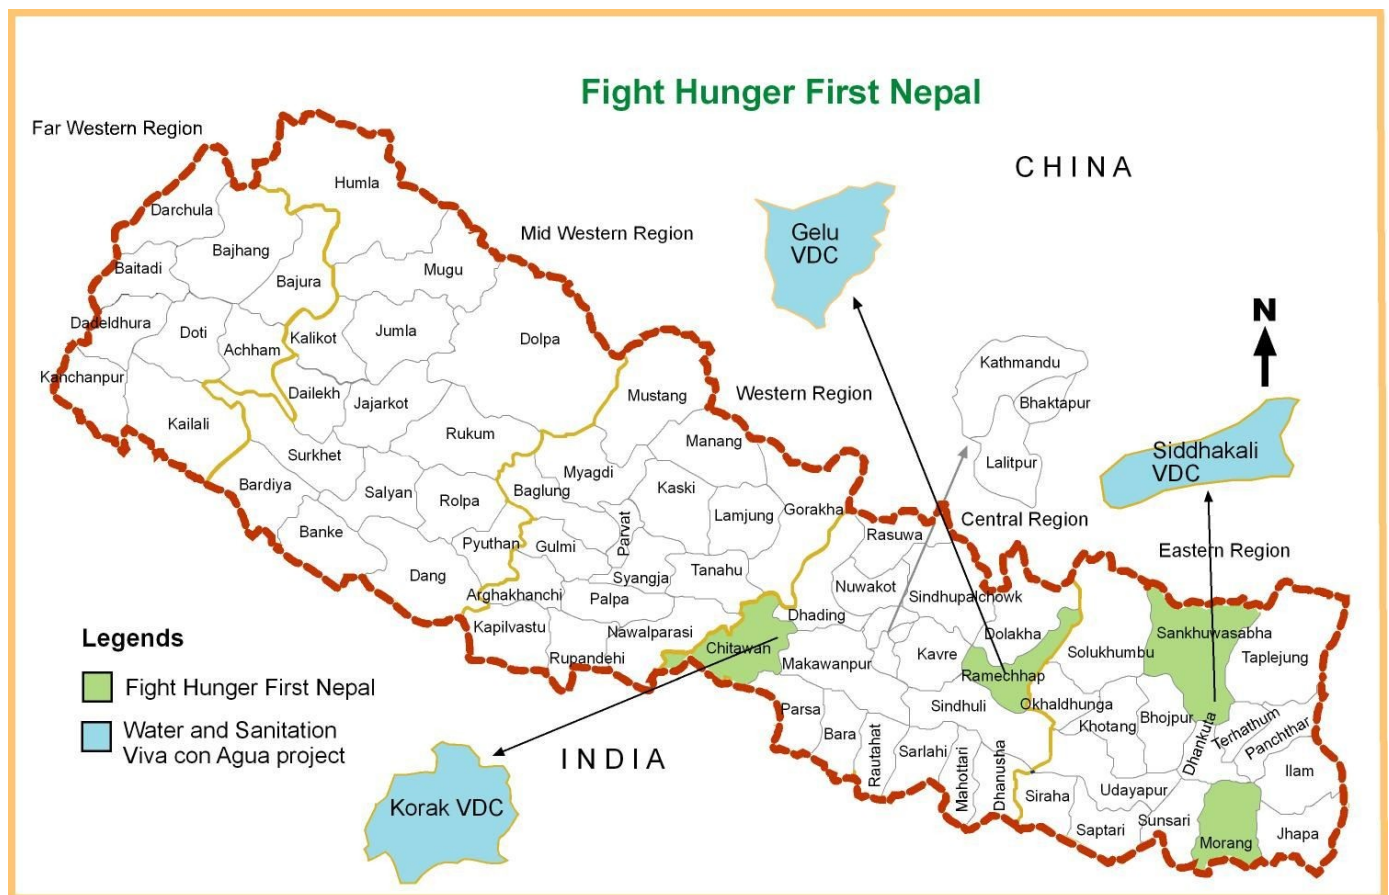 Fight Hunger First Nepal
Far Western Region
CHINA
Humla
Darchula
Mid Western Region
Gelu
VDC
Bajhang
Baitadi
Mugu
Bajura
N
Dadeldhura
Doti
Kalikot
Jumla
Dolpa
Achham
Kathmandu
Kanchanpur
Dailekh
Jajarkot
Mustang
Western Region
Bhaktapur
Kailali
Rukum
Manang
Siddhakali
VDC
Surkhet
Lalitpur
Myagdi
Bardiya
Salyan
Rolpa
Baglung
Kaski
Lamjung
Gorakha
Central Region
Banke
Parvat
Rasuwa
Pyuthan
Gulmi
Eastern Region
Dang
Syangja
Tanahu
Nuwakot
Sindhupalchowk
Arghakhanchi
Palpa
Dhading
Kapilvastu
Nawalparasi
Dolakha
Sankhuwasabha
Legends
Chitawan
Kavre
Solukhumbu
Taplejung
Rupandehi
Makawanpur
Ramechhap
Fight Hunger First Nepal
Parsa
Sindhuli
Okhaldhunga
Khotang
Bhojpur
Dhankuta
Terhathum
Panchthar
Water and Sanitation
Viva con Agua project
INDIA
Bara
Rautahat
Sarlahi
Mahottari
Dhanusha
Ilam
Korak VDC
Siraha
Udayapur
Saptari
Sunsari
Morang
Jhapa